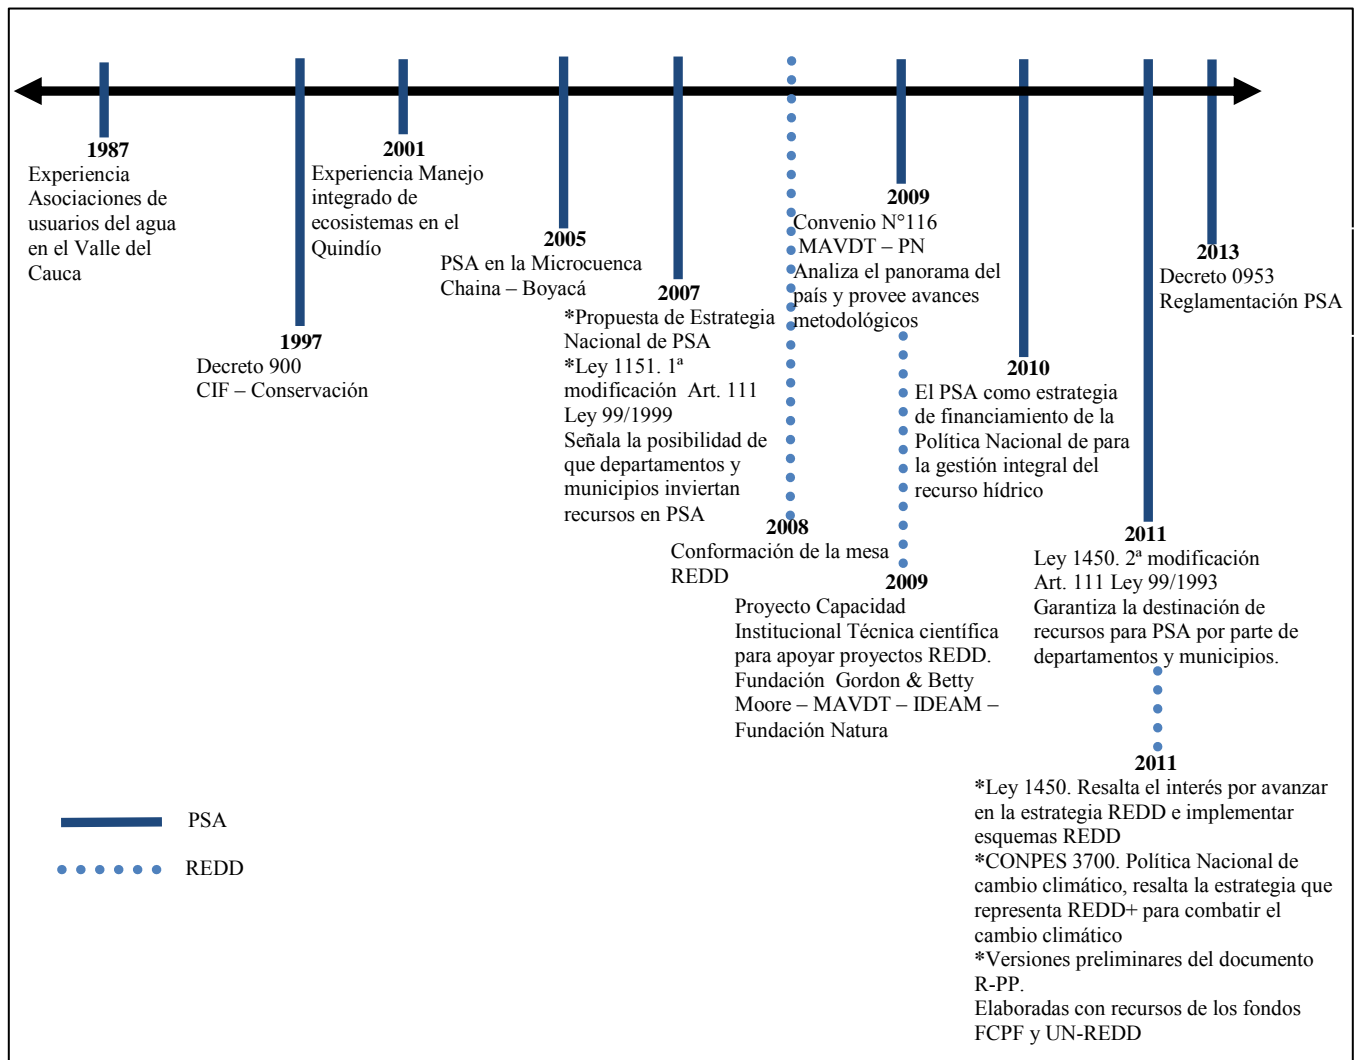 1987
Experiencia
Asociaciones de
usuarios del agua
en el Valle del
Cauca
1997
Decreto 900
CIF – Conservación
2001
Experiencia Manejo
integrado de
ecosistemas en el
Quindío
2005
PSA en la Microcuenca
Chaina – Boyacá
2007
*Propuesta de Estrategia
Nacional de PSA
*Ley 1151. 1ª
modificación Art. 111
Ley 99/1999
Señala la posibilidad de
que departamentos y
municipios inviertan
recursos en PSA
2008
Conformación de la mesa
REDD
2009
Convenio N°116
MAVDT – PN
Analiza el panorama del
país y provee avances
metodológicos
2009
Proyecto Capacidad
Institucional Técnica científica
para apoyar proyectos REDD.
Fundación Gordon & Betty
Moore – MAVDT – IDEAM –
Fundación Natura
2010
El PSA como estrategia
de financiamiento de la
Política Nacional de para
la gestión integral del
recurso hídrico
2011
Ley 1450. 2ª modificación
Art. 111 Ley 99/1993
Garantiza la destinación de
recursos para PSA por parte de
departamentos y municipios.
2011
*Ley 1450. Resalta el interés por avanzar
en la estrategia REDD e implementar
esquemas REDD
*CONPES 3700. Política Nacional de
cambio climático, resalta la estrategia que
representa REDD+ para combatir el
cambio climático
*Versiones preliminares del documento
R-PP.
Elaboradas con recursos de los fondos
FCPF y UN-REDD
2013
Decreto 0953
Reglamentación PSA
PSA
REDD